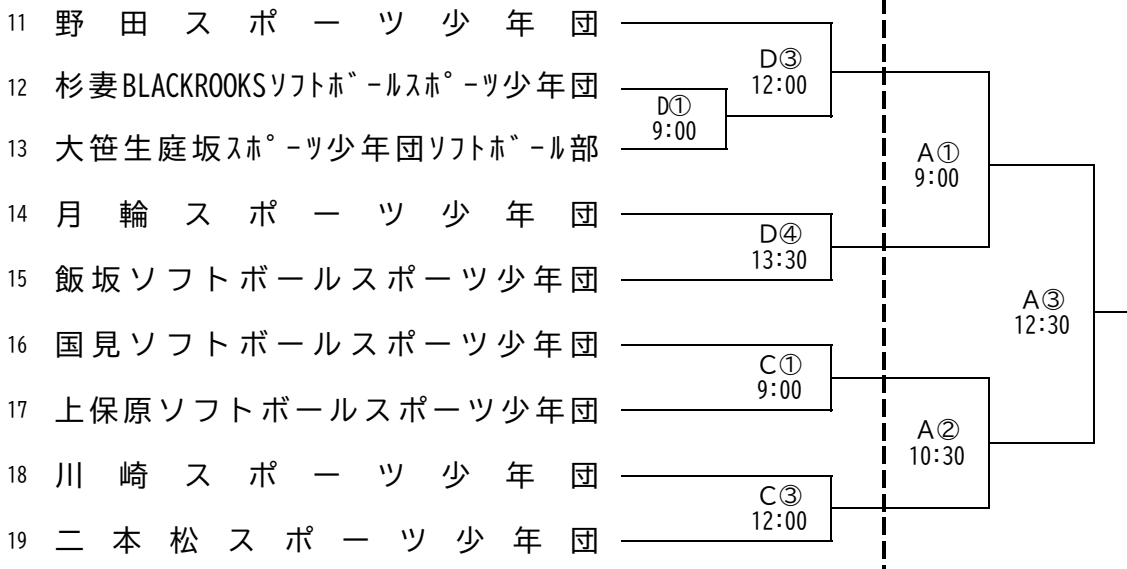 11 野田スポーツ少年団
D③
12:00
12 杉妻BLACKROOKSソフトボールスポーツ少年団
D①
9:00
13 大笹生庭坂スポーツ少年団ソフトボール部
A①
9:00
14 月輪スポーツ少年団
D④
13:30
15 飯坂ソフトボールスポーツ少年団
A③
12:30
16 国見ソフトボールスポーツ少年団
C①
9:00
17 上保原ソフトボールスポーツ少年団
A②
10:30
18 川崎スポーツ少年団
C③
12:00
19 二本松スポーツ少年団